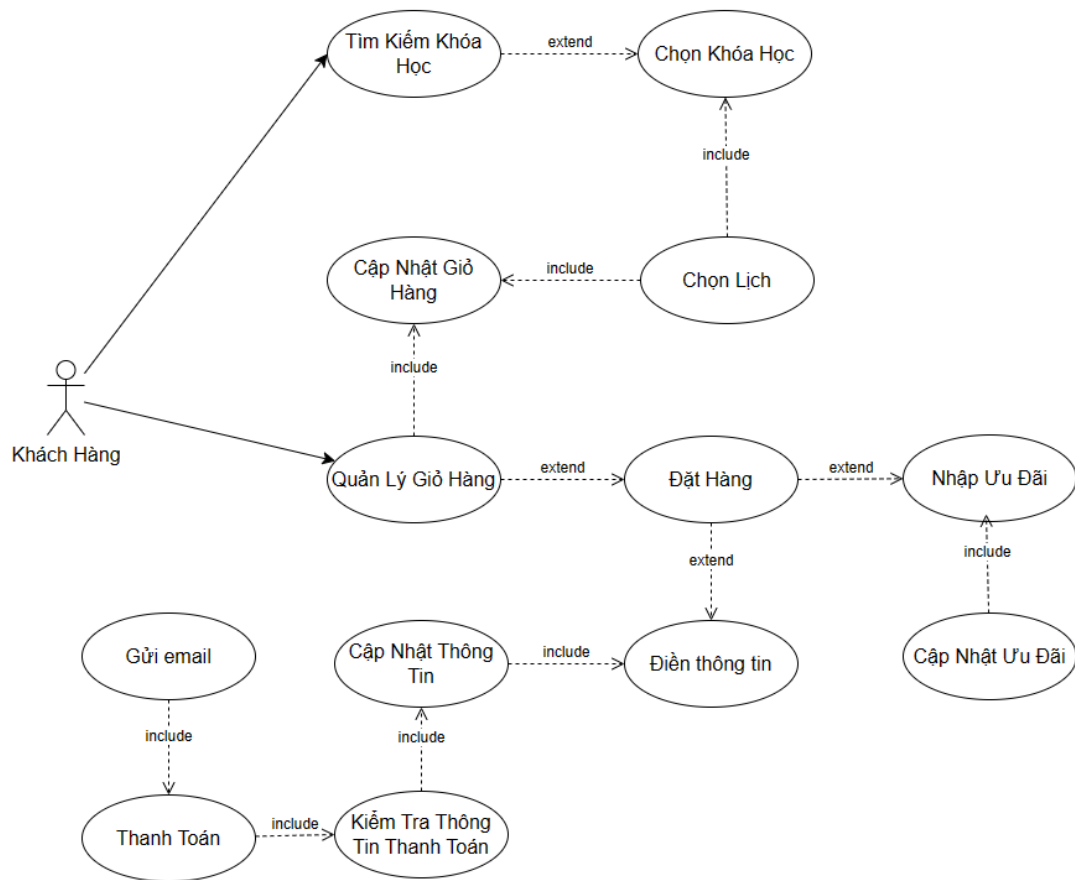 Tìm Kiếm Khóa
Học
extend
Chọn Khóa Học
include
Cập Nhật Giỏ
Hàng
include
Chọn Lịch
include
Khách Hàng
Quản Lý Giỏ Hàng
extend
Đặt Hàng
extend
Nhập Ưu Đãi
extend
include
Gửi email
Cập Nhật Thông
Tin
include
Điền thông tin
Cập Nhật Ưu Đãi
include
include
Thanh Toán
include
Kiểm Tra Thông
Tin Thanh Toán